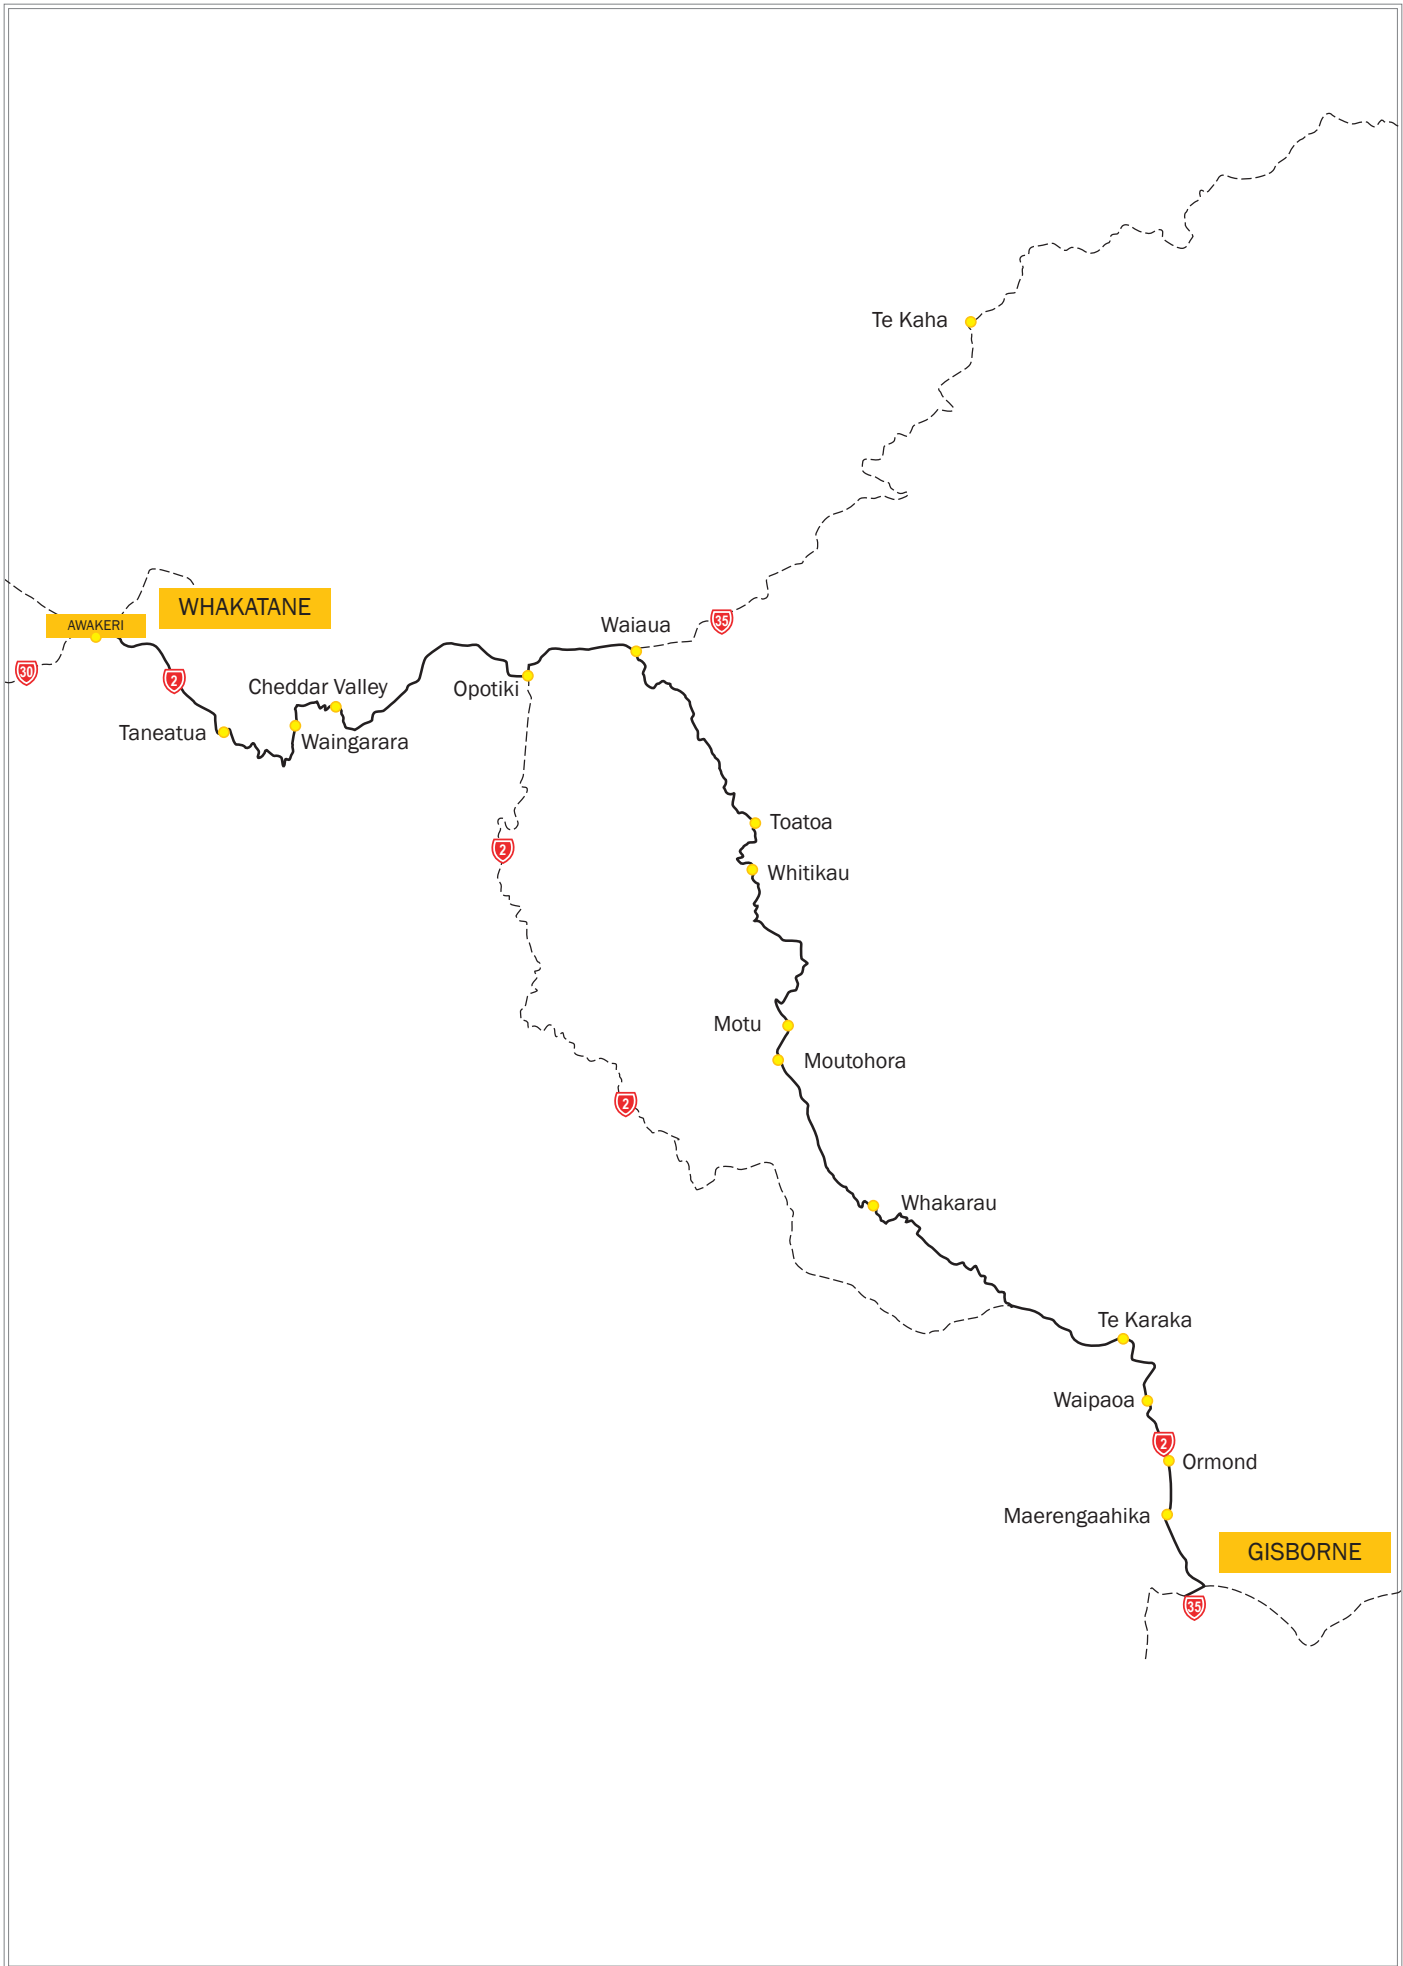 Te Kaha
WHAKATANE
AWAKERI
35
Waiaua
30
2
Cheddar Valley
Opotiki
Taneatua
Waingarara
Toatoa
2
Whitikau
Motu
Moutohora
2
Whakarau
Te Karaka
Waipaoa
2
Ormond
Maerengaahika
GISBORNE
35